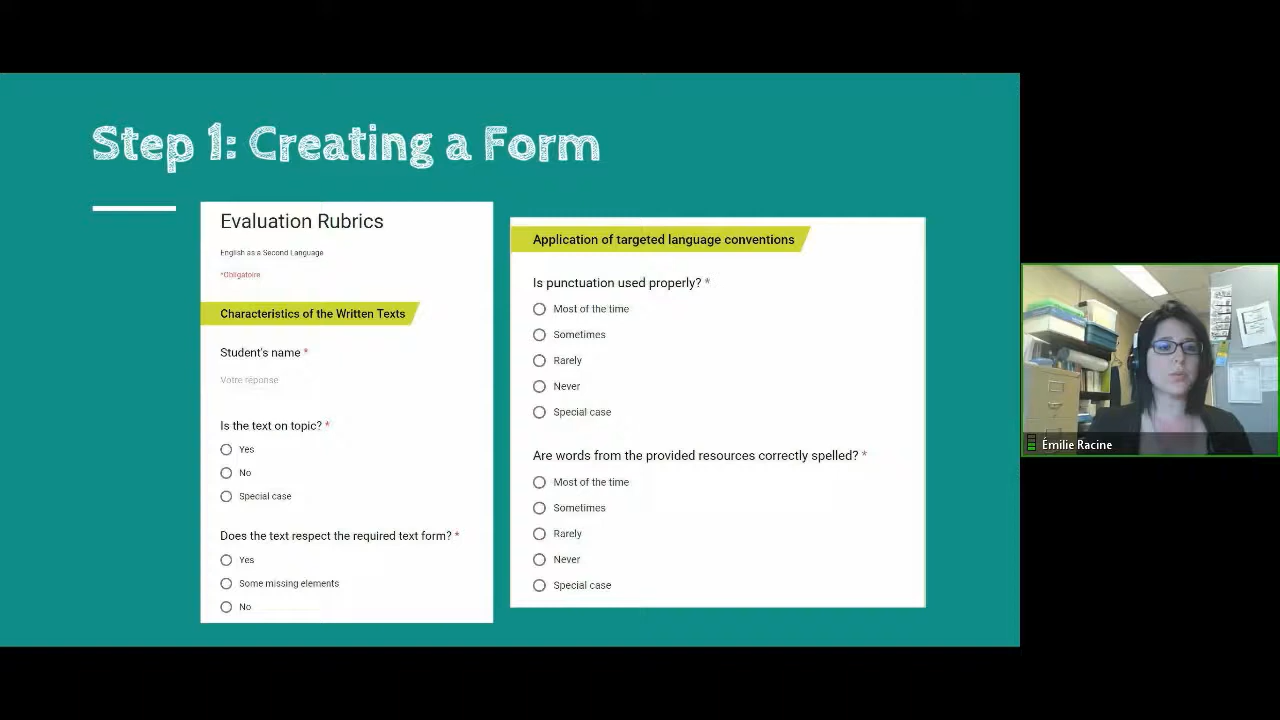 Step 1: Creating a Form
Evaluation Rubrics
English as a Second Language
*Obligatoire
Characteristics of the Written Texts
Student's name *
Votre réponse
Is the text on topic? *
Yes
No
Special case
Does the text respect the required text form? *
Yes
Some missing elements
No
Application of targeted language conventions
Is punctuation used properly? *
Most of the time
Sometimes
Rarely
Never
Special case
Are words from the provided resources correctly spelled? *
Most of the time
Sometimes
Rarely
Never
Special case
Émilie Racine